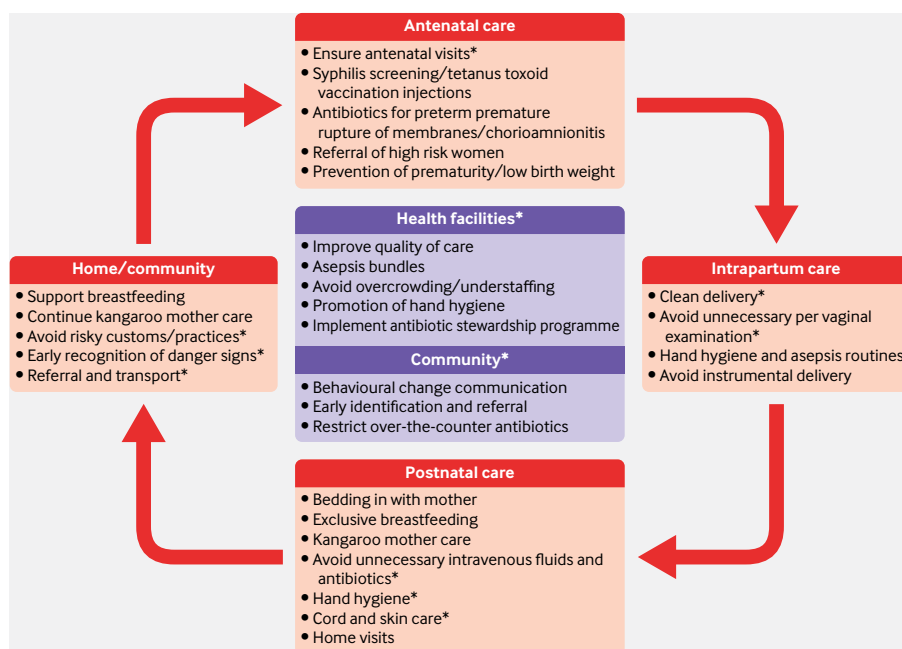 Antenatal care
• Ensure antenatal visits*
• Syphilis screening/tetanus toxoid
vaccination injections
• Antibiotics for preterm premature
rupture of membranes/chorioamnionitis
• Referral of high risk women
• Prevention of prematurity/low birth weight
Health facilities*
• Improve quality of care
• Asepsis bundles
• Avoid overcrowding/understaffing
• Promotion of hand hygiene
• Implement antibiotic stewardship programme
Community*
• Behavioural change communication
• Early identification and referral
• Restrict over-the-counter antibiotics
Home/community
• Support breastfeeding
• Continue kangaroo mother care
• Avoid risky customs/practices*
• Early recognition of danger signs*
• Referral and transport*
Intrapartum care
• Clean delivery*
• Avoid unnecessary per vaginal
examination*
• Hand hygiene and asepsis routines
• Avoid instrumental delivery
Postnatal care
• Bedding in with mother
• Exclusive breastfeeding
• Kangaroo mother care
• Avoid unnecessary intravenous fluids and
antibiotics*
• Hand hygiene*
• Cord and skin care*
• Home visits